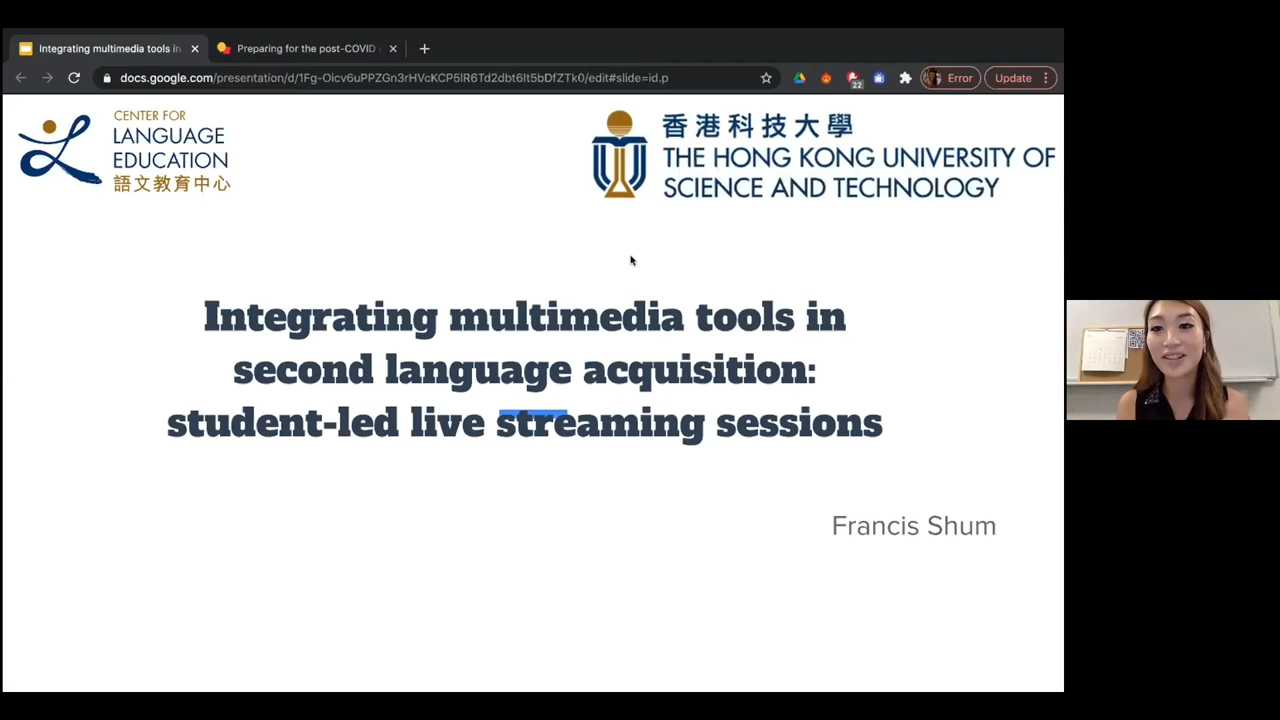 Integrating multimedia tools in
Preparing for the post-COVID
docs.google.com/presentation/d/1Fg-Oicv6uPPZGn3rHVcKCP5lR6Td2dbt6It5bDfZTk0/edit#slide=id.p
22
Error
Update
CENTER FOR
LANGUAGE
EDUCATION
語文教育中心
香港科技大學
THE HONG KONG UNIVERSITY OF
SCIENCE AND TECHNOLOGY
Integrating multimedia tools in
second language acquisition:
student-led live streaming sessions
Francis Shum